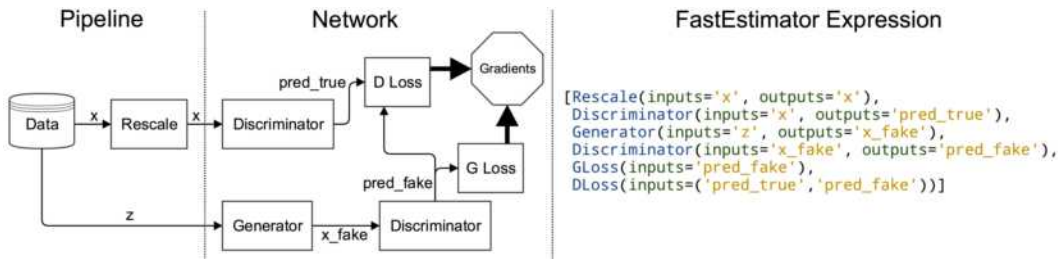 Pipeline
Network
FastEstimator Expression
Data
x
Rescale
x
Discriminator
pred_true
D Loss
Gradients
G Loss
pred_fake
z
Generator
x_fake
Discriminator
[Rescale(inputs='x', outputs='x'),
Discriminator(inputs='x', outputs='pred_true'),
Generator(inputs='z', outputs='x_fake'),
Discriminator(inputs='x_fake', outputs='pred_fake'),
GLoss(inputs='pred_fake'),
DLoss(inputs=('pred_true','pred_fake'))]